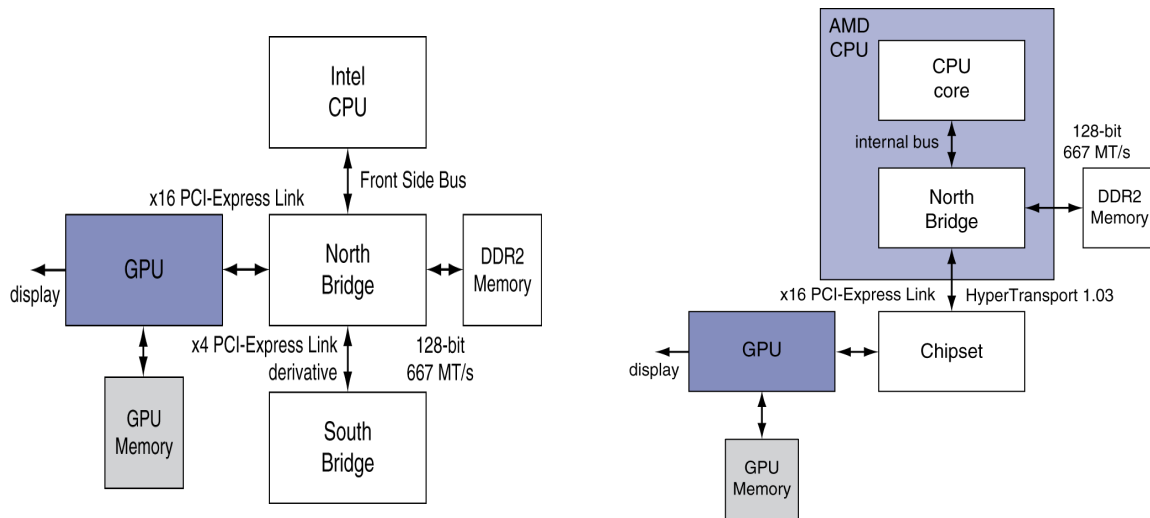 Intel
CPU
Front Side Bus
x16 PCI-Express Link
GPU
North
Bridge
DDR2
Memory
display
x4 PCI-Express Link
derivative
128-bit
667 MT/s
GPU
Memory
South
Bridge
AMD
CPU
CPU
core
internal bus
128-bit
667 MT/s
North
Bridge
DDR2
Memory
x16 PCI-Express Link
HyperTransport 1.03
GPU
Chipset
display
GPU
Memory